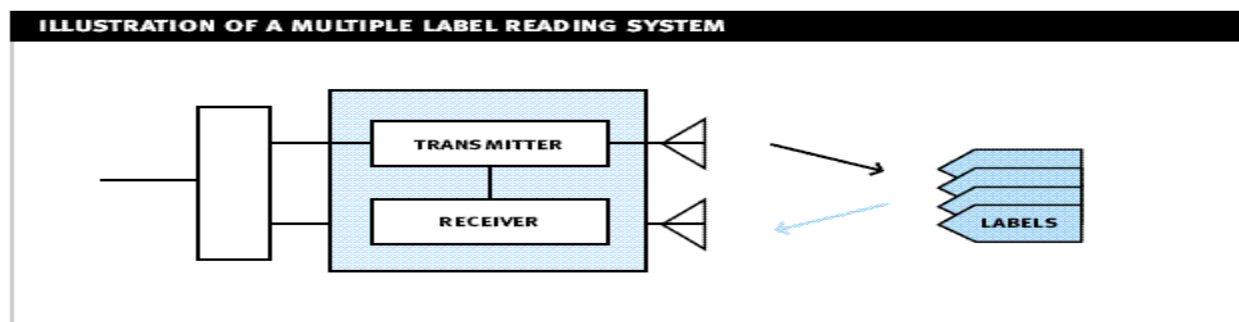 ILLUSTRATION OF A MULTIPLE LABEL READING SYSTEM
TRANSMITTER
RECEIVER
LABELS